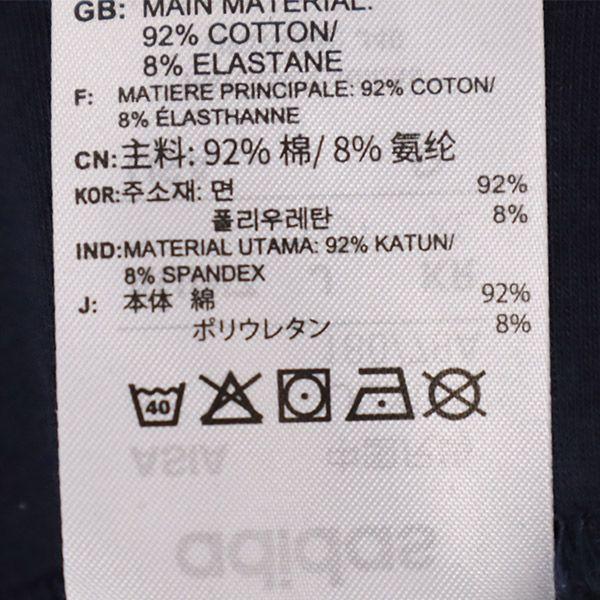 GB: MAIN MATERIAL:
92% COTTON/
8% ELASTANE
F: MATIERE PRINCIPALE: 92% COTON/
8% ÉLASTHANNE
CN: 主料: 92% 棉/ 8% 氨纶
KOR: 주소재: 면 92%
폴리우레탄 8%
IND: MATERIAL UTAMA: 92% KATUN/
8% SPANDEX
J: 本体 綿 92%
ポリウレタン 8%
40
VISA
adidas